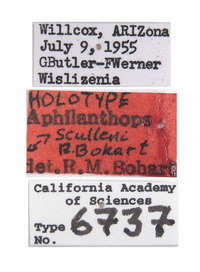 Willcox, ARIZona
July 9, 1955
GButler-FWerner
Wislizenia
HOLOTYPE
Aphilanthops
Sculleni
R.Bohart
det. R.M. Bohart
California Academy
of Sciences
Type
No. 6737